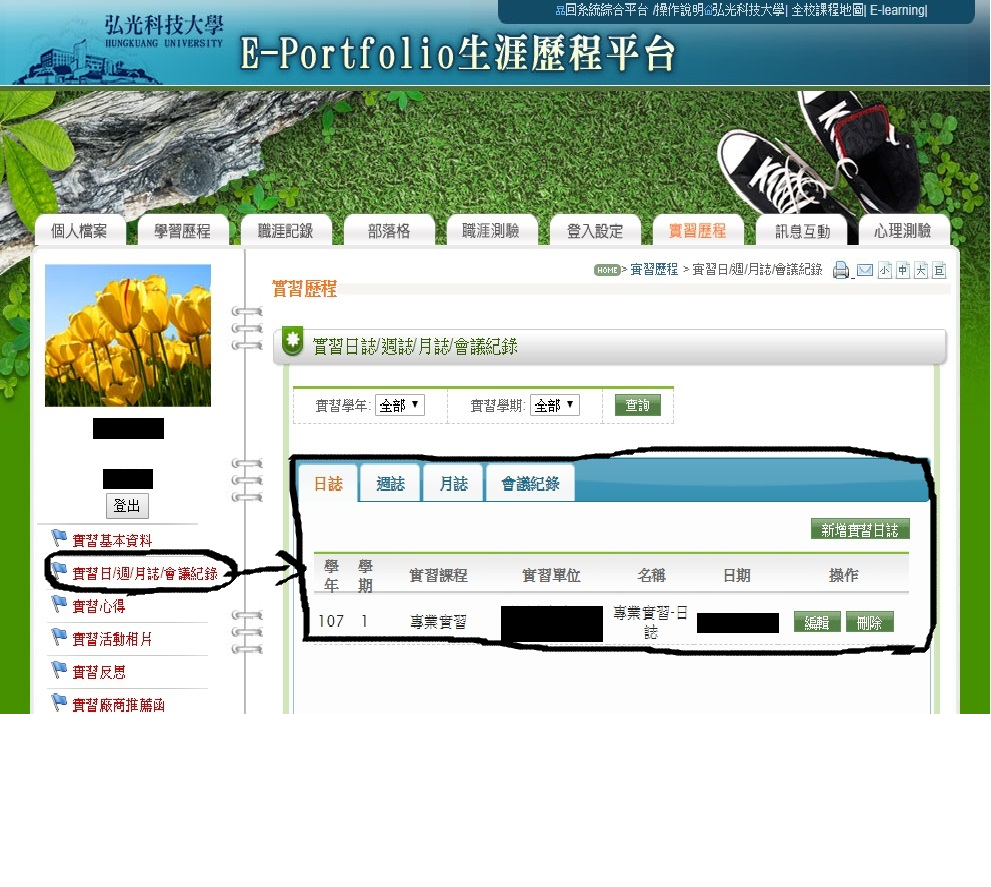 回系統綜合平台 /操作說明 弘光科技大學| 全校課程地圖| E-learning|
弘光科技大學
HUNGKUANG UNIVERSITY
E-Portfolio生涯歷程平台
個人檔案 學習歷程 職涯記錄 部落格 職涯測驗 登入設定 實習歷程 訊息互動 心理測驗
HOME > 實習歷程 > 實習日/週/月誌/會議紀錄 小 中 大 巨
實習歷程
實習日誌/週誌/月誌/會議紀錄
實習學年: 全部 實習學期: 全部 查詢
登出
實習基本資料
實習日/週/月誌/會議紀錄
實習心得
實習活動相片
實習反思
實習廠商推薦函
日誌 週誌 月誌 會議紀錄
新增實習日誌
學年 學期 實習課程 實習單位 名稱 日期 操作
107 1 專業實習 專業實習-日誌 編輯 刪除